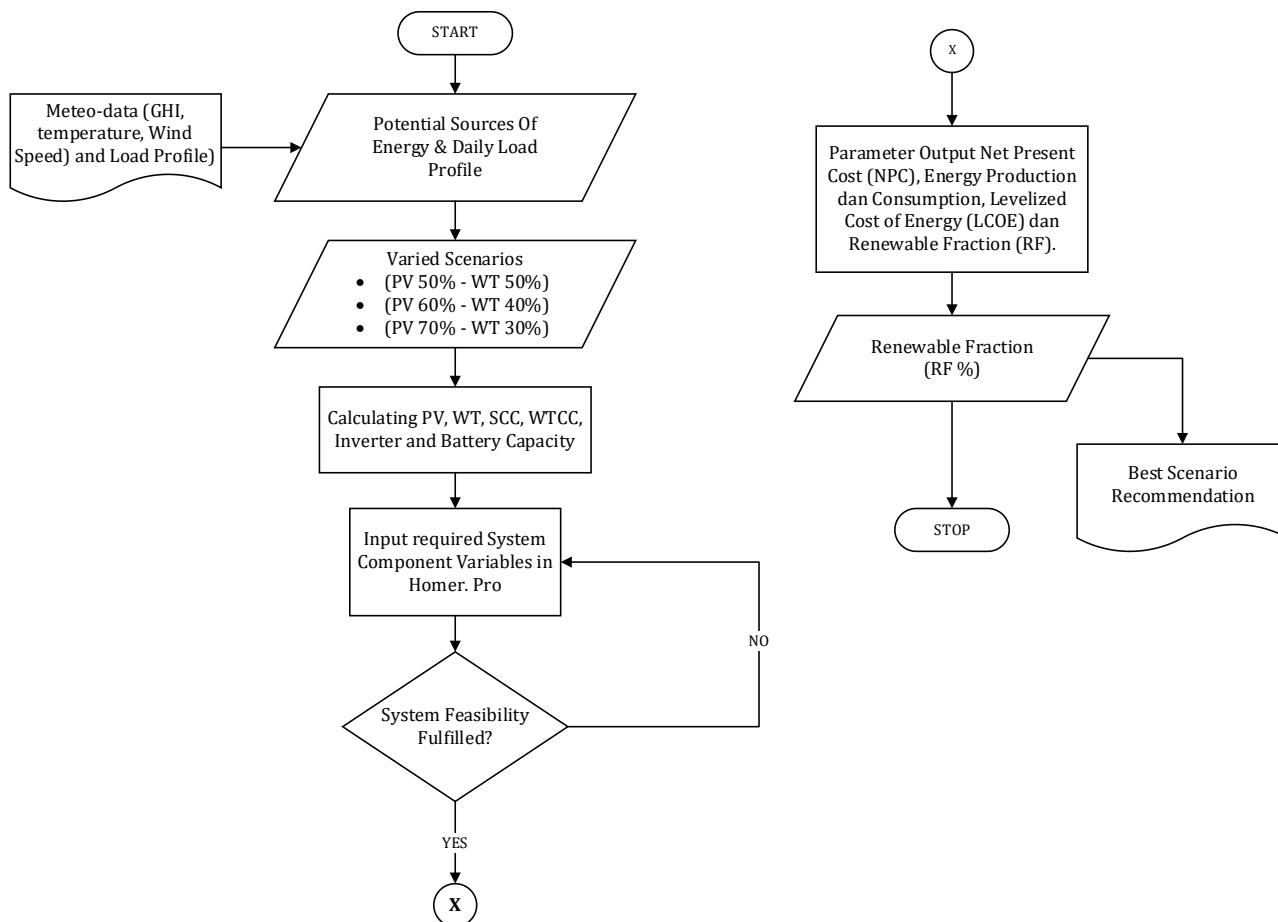 START
Meteo-data (GHI,
temperature, Wind
Speed) and Load Profile)
Potential Sources Of
Energy & Daily Load
Profile
Varied Scenarios
• (PV 50% - WT 50%)
• (PV 60% - WT 40%)
• (PV 70% - WT 30%)
Calculating PV, WT, SCC, WTCC,
Inverter and Battery Capacity
Input required System
Component Variables in
Homer. Pro
NO
System Feasibility
Fulfilled?
YES
X
X
Parameter Output Net Present
Cost (NPC), Energy Production
dan Consumption, Levelized
Cost of Energy (LCOE) dan
Renewable Fraction (RF).
Renewable Fraction
(RF %)
Best Scenario
Recommendation
STOP